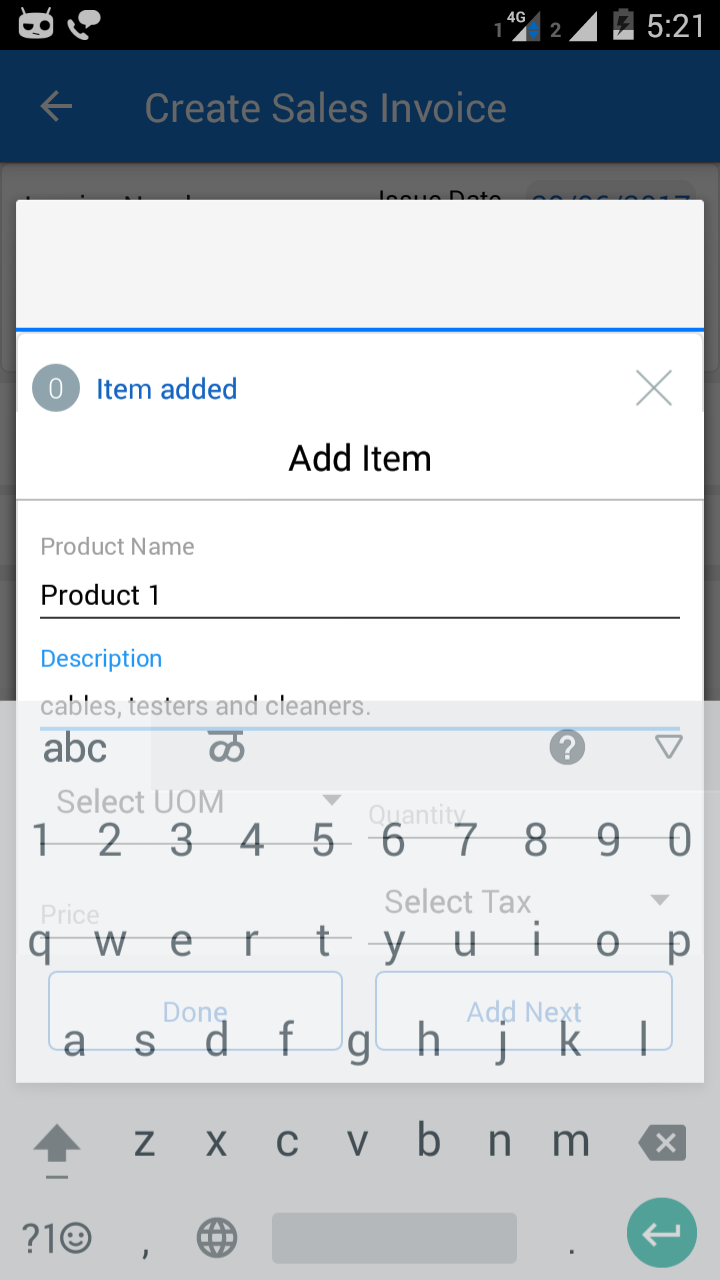 1 4G 2 5:21
Create Sales Invoice
Issue Date
0 Item added
Add Item
Product Name
Product 1
Description
cables, testers and cleaners.
abc ?
Select UOM Quantity
1 2 3 4 5 6 7 8 9 0
Price Select Tax
q w e r t y u i o p
Done Add Next
a s d f g h j k l
z x c v b n m
?1 , .